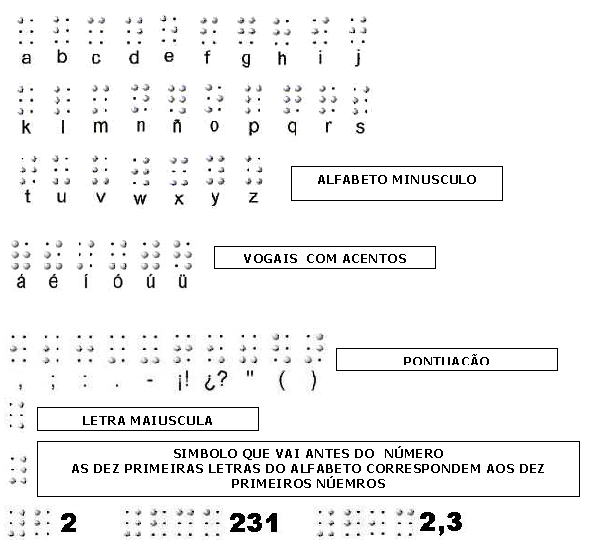 a b c d e f g h i j
k l m n ñ o p q r s
t u v w x y z
ALFABETO MINUSCULO
á é í ó ú ü
VOGAIS COM ACENTOS
, ; : . - ¡! ¿? " ( )
PONTUAÇÃO
LETRA MAIUSCULA
SIMBOLO QUE VAI ANTES DO NÚMERO
AS DEZ PRIMEIRAS LETRAS DO ALFABETO CORRESPONDEM AOS DEZ
PRIMEIROS NÚEMROS
2 231 2,3